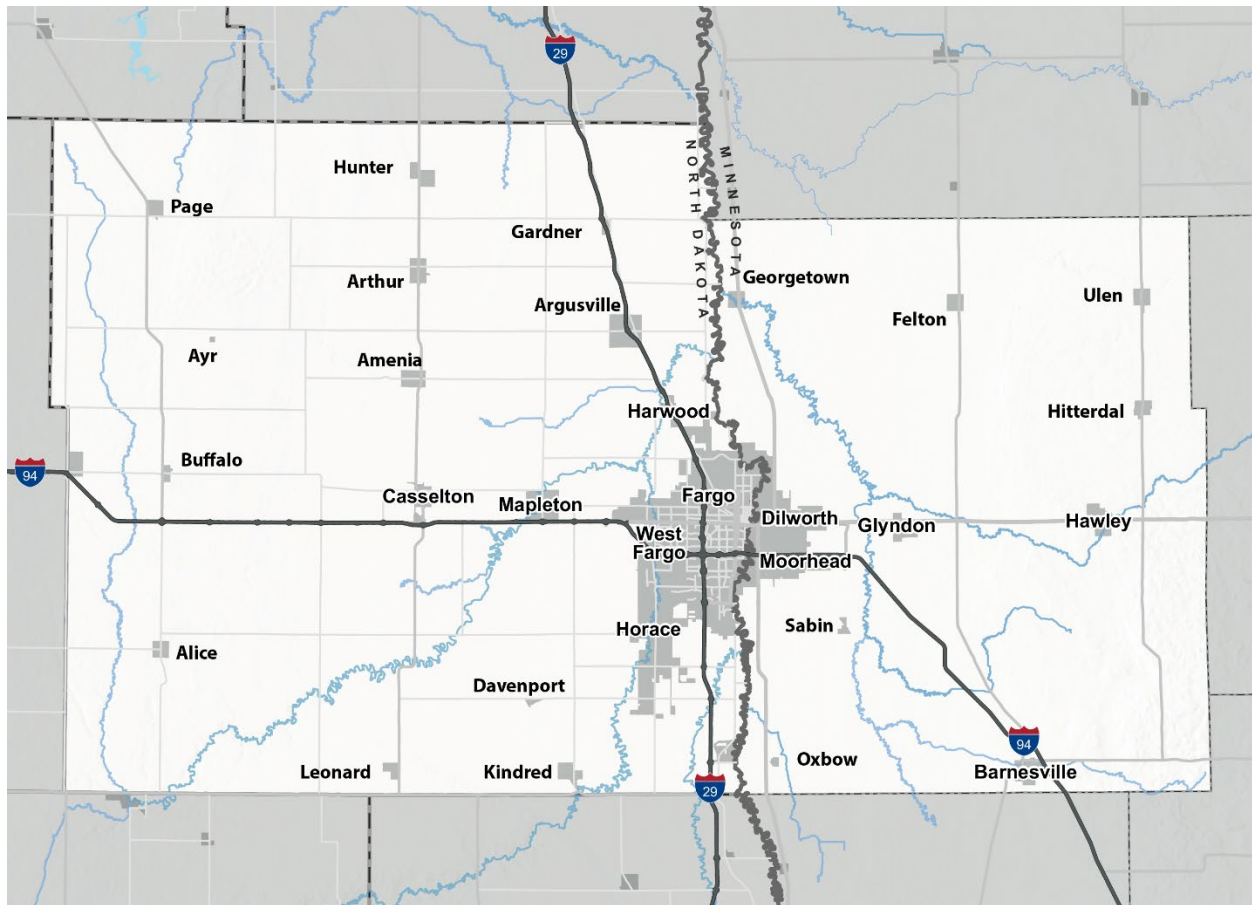 29
MINNESOTA
NORTH DAKOTA
Hunter
Page
Gardner
Arthur
Georgetown
Ulen
Argusville
Felton
Ayr
Amenia
Harwood
Hitterdal
Buffalo
94
Casselton
Mapleton
Fargo
Dilworth
Glyndon
Hawley
West
Fargo
Moorhead
Horace
Sabin
Alice
Davenport
94
Leonard
Kindred
Oxbow
Barnesville
29